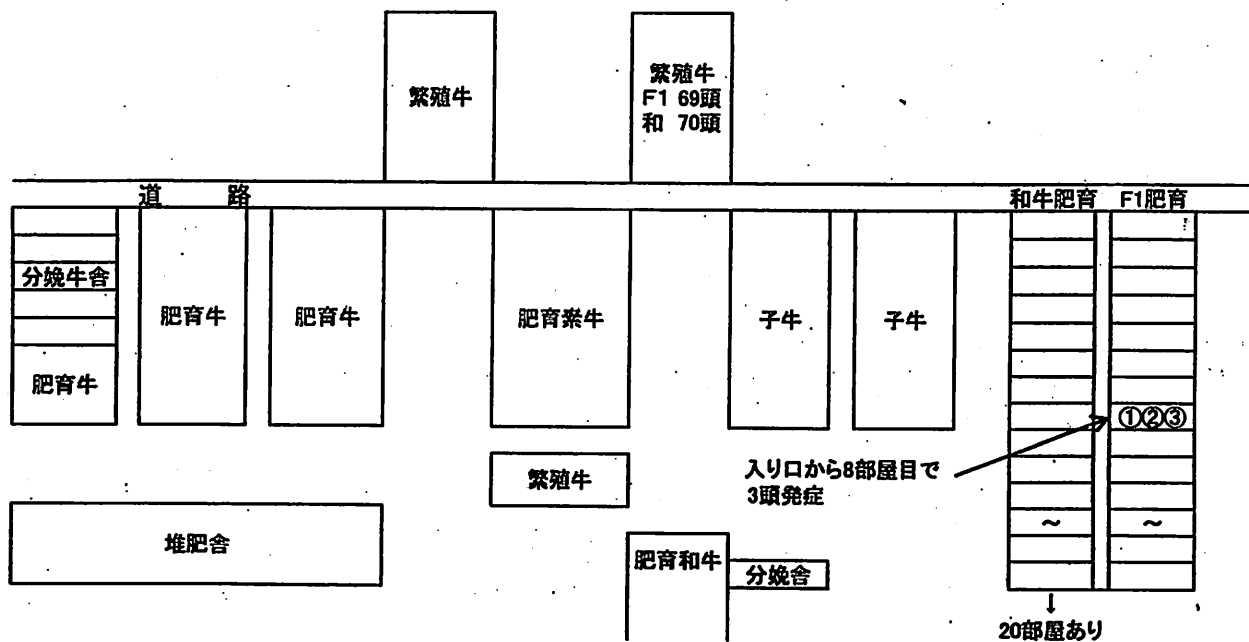 繁殖牛
繁殖牛
F1 69頭
和 70頭
道 路
和牛肥育 F1肥育
分娩牛舎
肥育牛
肥育牛
肥育牛
肥育素牛
子牛
子牛
①②③
入り口から8部屋目で
3頭発症
繁殖牛
堆肥舎
肥育和牛
分娩舎
~ ~
20部屋あり